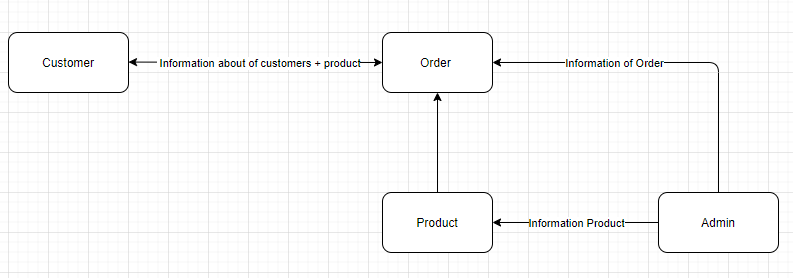 Customer
Information about of customers + product
Order
Information of Order
Product
Information Product
Admin